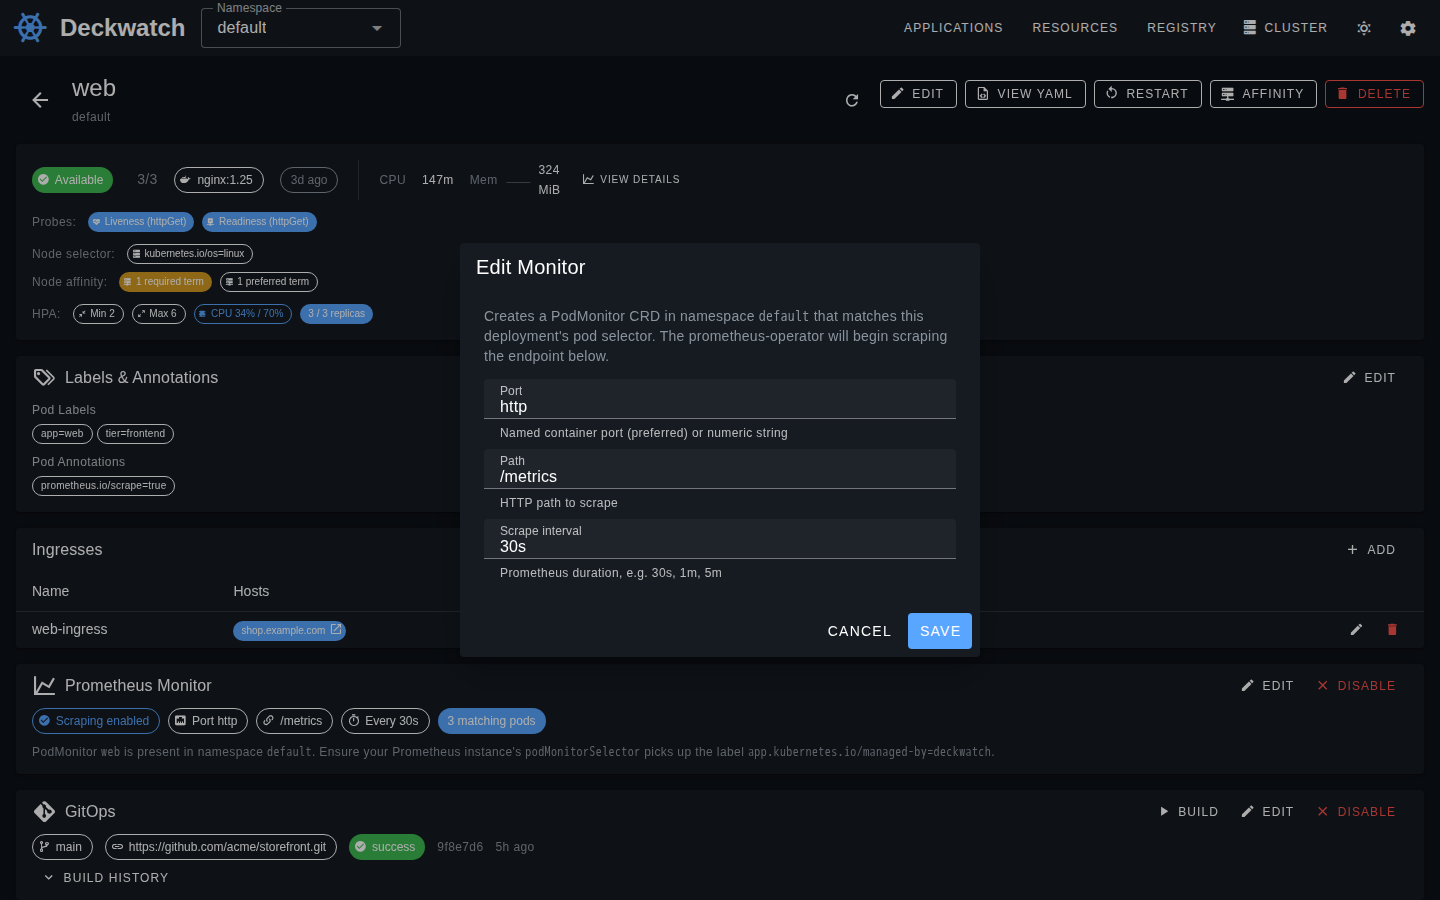 Deckwatch
Namespace
default
APPLICATIONS
RESOURCES
REGISTRY
CLUSTER
web
default
EDIT
VIEW YAML
RESTART
AFFINITY
DELETE
Available
3/3
nginx:1.25
3d ago
CPU 147m
Mem
324 MiB
VIEW DETAILS
Probes:
Liveness (httpGet)
Readiness (httpGet)
Node selector:
kubernetes.io/os=linux
Node affinity:
1 required term
1 preferred term
HPA:
Min 2
Max 6
CPU 34% / 70%
3 / 3 replicas
Labels & Annotations
EDIT
Pod Labels
app=web
tier=frontend
Pod Annotations
prometheus.io/scrape=true
Ingresses
ADD
Name
Hosts
web-ingress
shop.example.com
Edit Monitor
Creates a PodMonitor CRD in namespace default that matches this
deployment's pod selector. The prometheus-operator will begin scraping
the endpoint below.
Port
http
Named container port (preferred) or numeric string
Path
/metrics
HTTP path to scrape
Scrape interval
30s
Prometheus duration, e.g. 30s, 1m, 5m
CANCEL
SAVE
Prometheus Monitor
EDIT
DISABLE
Scraping enabled
Port http
/metrics
Every 30s
3 matching pods
PodMonitor web is present in namespace default. Ensure your Prometheus instance's podMonitorSelector picks up the label app.kubernetes.io/managed-by=deckwatch.
GitOps
BUILD
EDIT
DISABLE
main
https://github.com/acme/storefront.git
success
9f8e7d6
5h ago
BUILD HISTORY